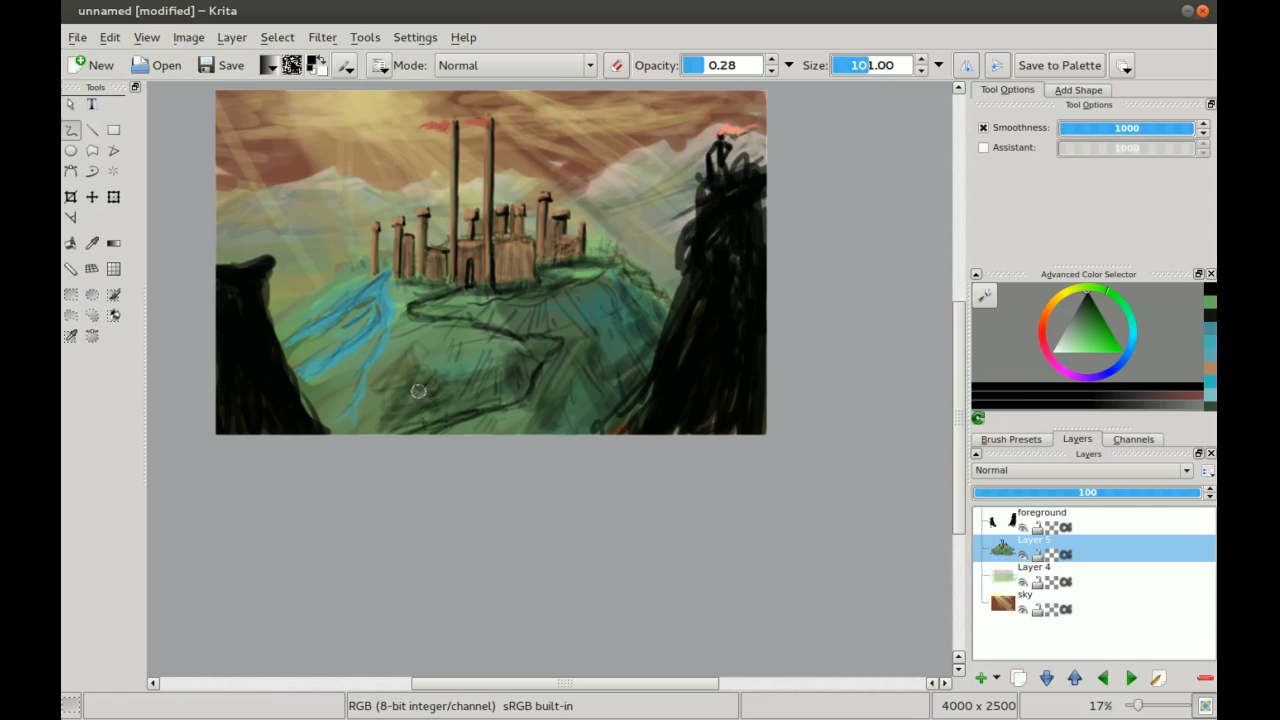 unnamed [modified] – Krita
File Edit View Image Layer Select Filter Tools Settings Help
New Open Save Mode: Normal Opacity: 0.28 Size: 101.00 Save to Palette
Tools
T
Tool Options Add Shape
Tool Options
Smoothness: 1000
Assistant: 1000
Advanced Color Selector
Brush Presets Layers Channels
Layers
Normal
100
foreground
Layer 5
Layer 4
sky
RGB (8-bit integer/channel) sRGB built-in 4000 x 2500 17%